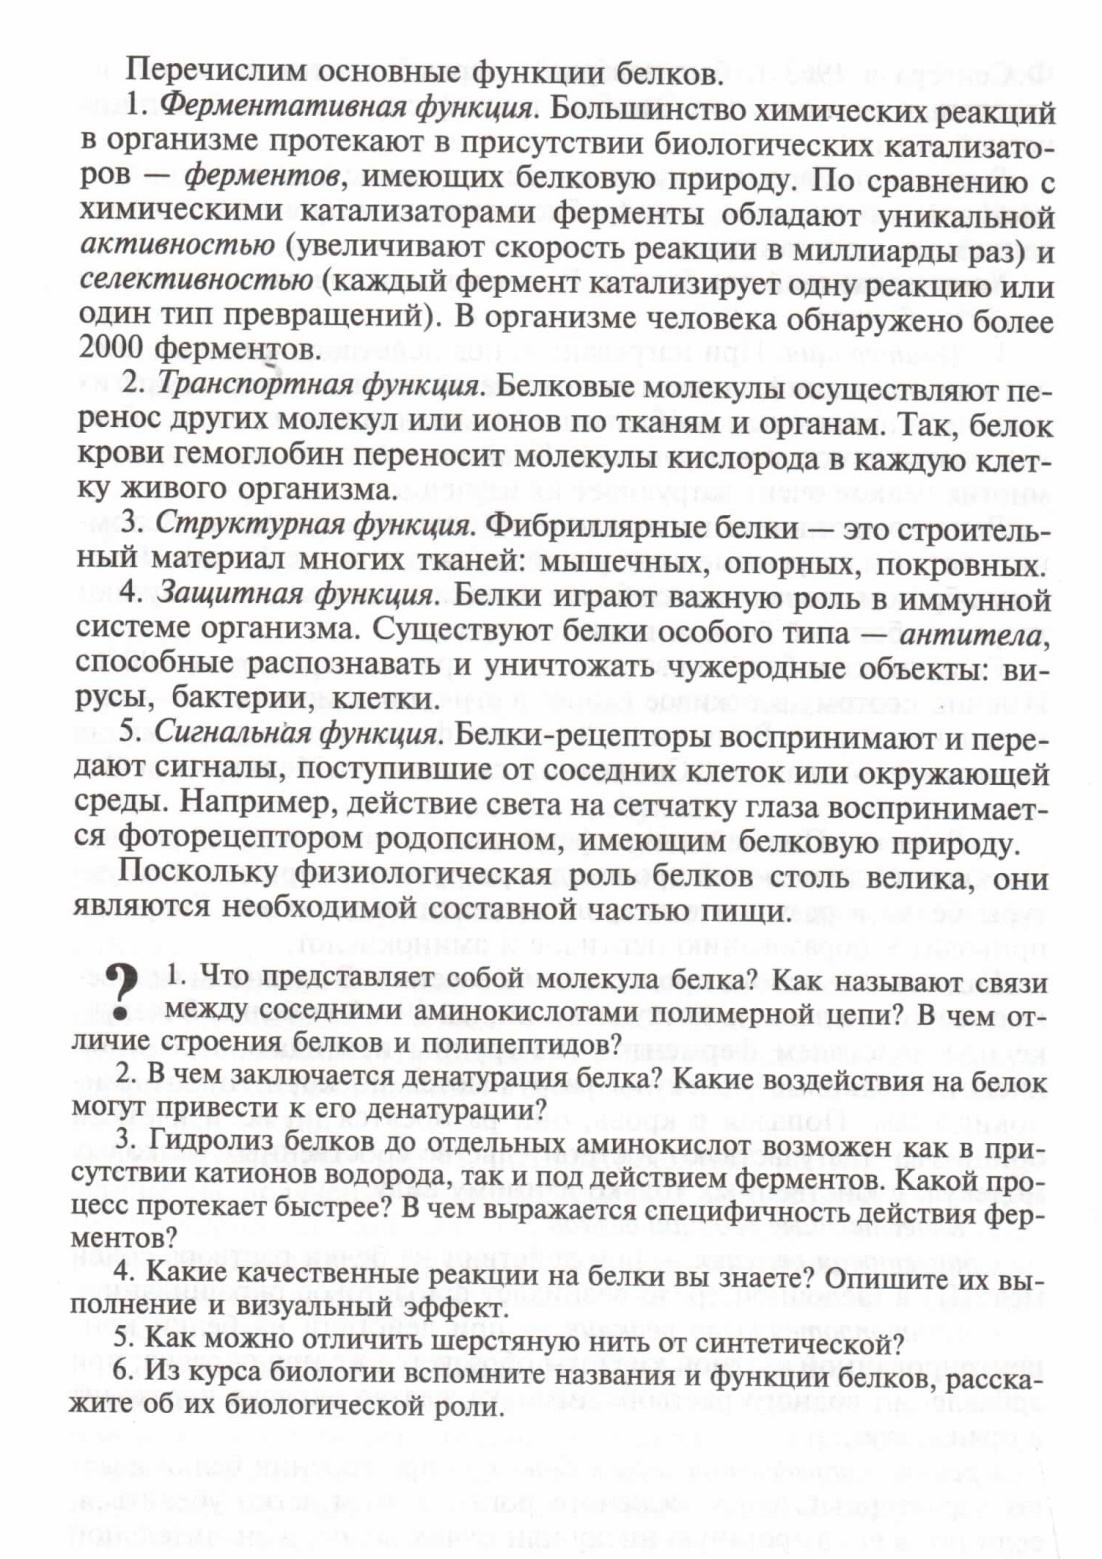 Перечислим основные функции белков.
1. Ферментативная функция. Большинство химических реакций
в организме протекают в присутствии биологических катализато-
ров — ферментов, имеющих белковую природу. По сравнению с
химическими катализаторами ферменты обладают уникальной
активностью (увеличивают скорость реакции в миллиарды раз) и
селективностью (каждый фермент катализирует одну реакцию или
один тип превращений). В организме человека обнаружено более
2000 ферментов.
2. Транспортная функция. Белковые молекулы осуществляют пе-
ренос других молекул или ионов по тканям и органам. Так, белок
крови гемоглобин переносит молекулы кислорода в каждую клет-
ку живого организма.
3. Структурная функция. Фибриллярные белки — это строитель-
ный материал многих тканей: мышечных, опорных, покровных.
4. Защитная функция. Белки играют важную роль в иммунной
системе организма. Существуют белки особого типа — антитела,
способные распознавать и уничтожать чужеродные объекты: ви-
русы, бактерии, клетки.
5. Сигнальная функция. Белки-рецепторы воспринимают и пере-
дают сигналы, поступившие от соседних клеток или окружающей
среды. Например, действие света на сетчатку глаза воспринимает-
ся фоторецептором родопсином, имеющим белковую природу.
Поскольку физиологическая роль белков столь велика, они
являются необходимой составной частью пищи.
? 1. Что представляет собой молекула белка? Как называют связи
между соседними аминокислотами полимерной цепи? В чем от-
личие строения белков и полипептидов?
2. В чем заключается денатурация белка? Какие воздействия на белок
могут привести к его денатурации?
3. Гидролиз белков до отдельных аминокислот возможен как в при-
сутствии катионов водорода, так и под действием ферментов. Какой про-
цесс протекает быстрее? В чем выражается специфичность действия фер-
ментов?
4. Какие качественные реакции на белки вы знаете? Опишите их вы-
полнение и визуальный эффект.
5. Как можно отличить шерстяную нить от синтетической?
6. Из курса биологии вспомните названия и функции белков, расска-
жите об их биологической роли.